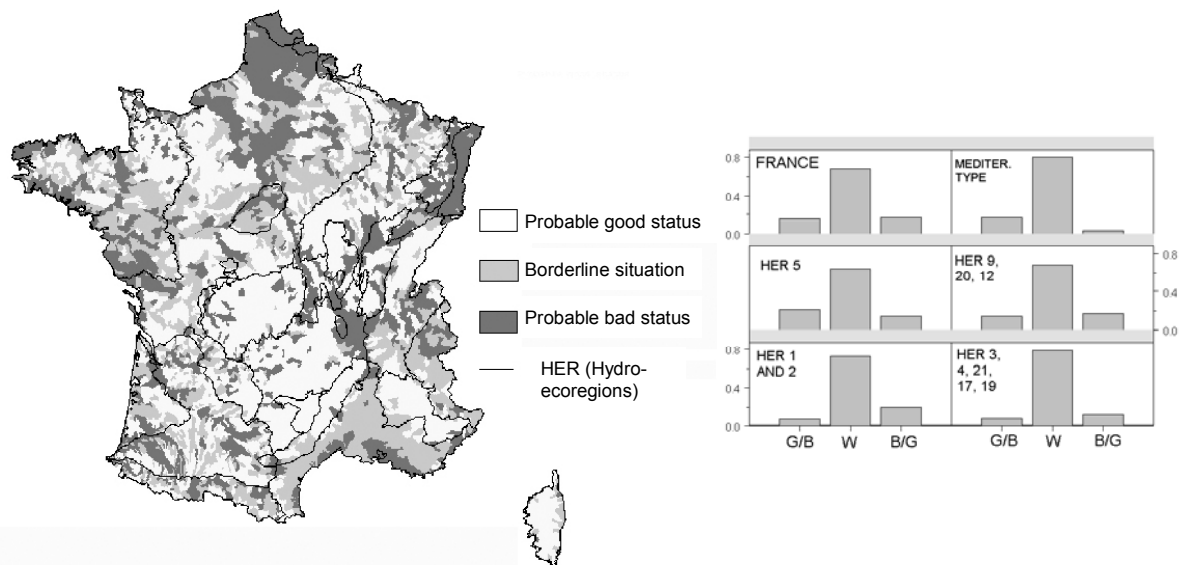 Probable good status
Borderline situation
Probable bad status
HER (Hydro-
ecoregions)
FRANCE
MEDITER.
TYPE
0.8
0.4
0.0
HER 5
HER 9,
20, 12
0.8
0.4
0.0
HER 1
AND 2
HER 3,
4, 21,
17, 19
0.8
0.4
0.0
G/B W B/G
G/B W B/G